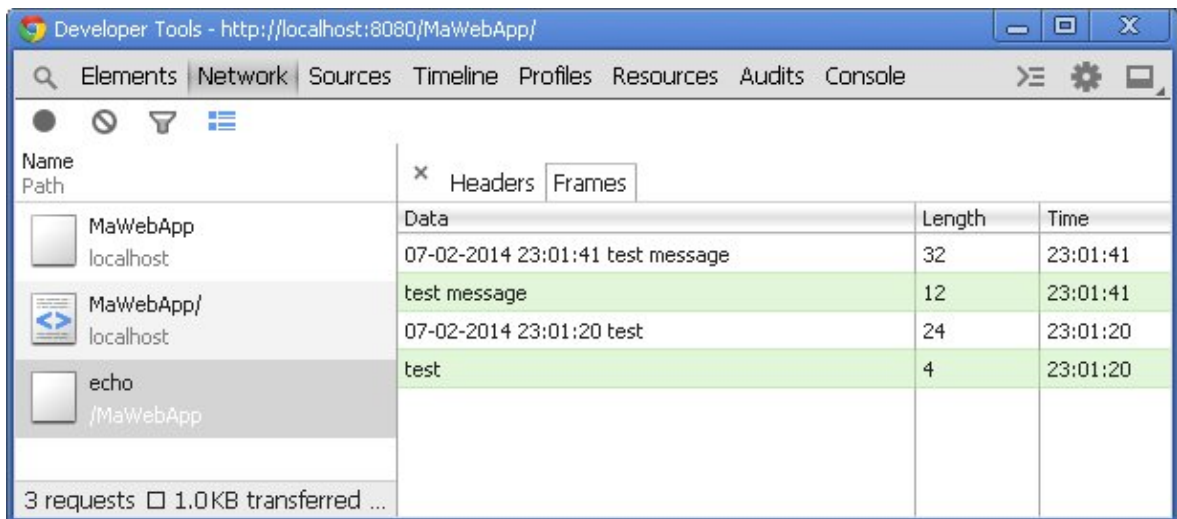 Developer Tools - http://localhost:8080/MaWebApp/
Elements Network Sources Timeline Profiles Resources Audits Console
Name
Path
× Headers Frames
Data Length Time
MaWebApp
localhost
07-02-2014 23:01:41 test message 32 23:01:41
MaWebApp/
localhost
test message 12 23:01:41
07-02-2014 23:01:20 test 24 23:01:20
echo
/MaWebApp
test 4 23:01:20
3 requests □ 1.0KB transferred ...